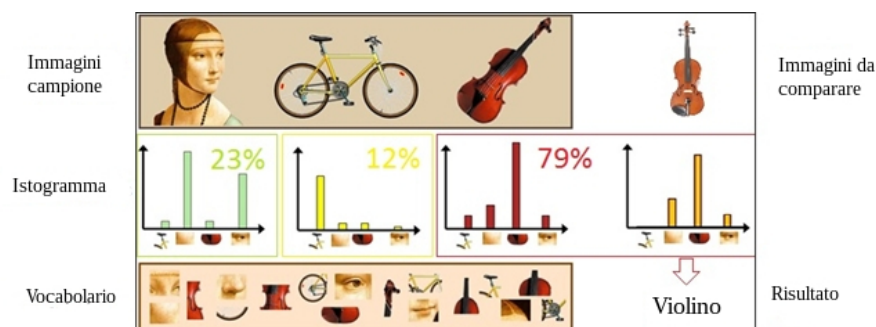 Immagini
campione
Immagini da
comparare
Istogramma
23%
12%
79%
Vocabolario
Violino
Risultato